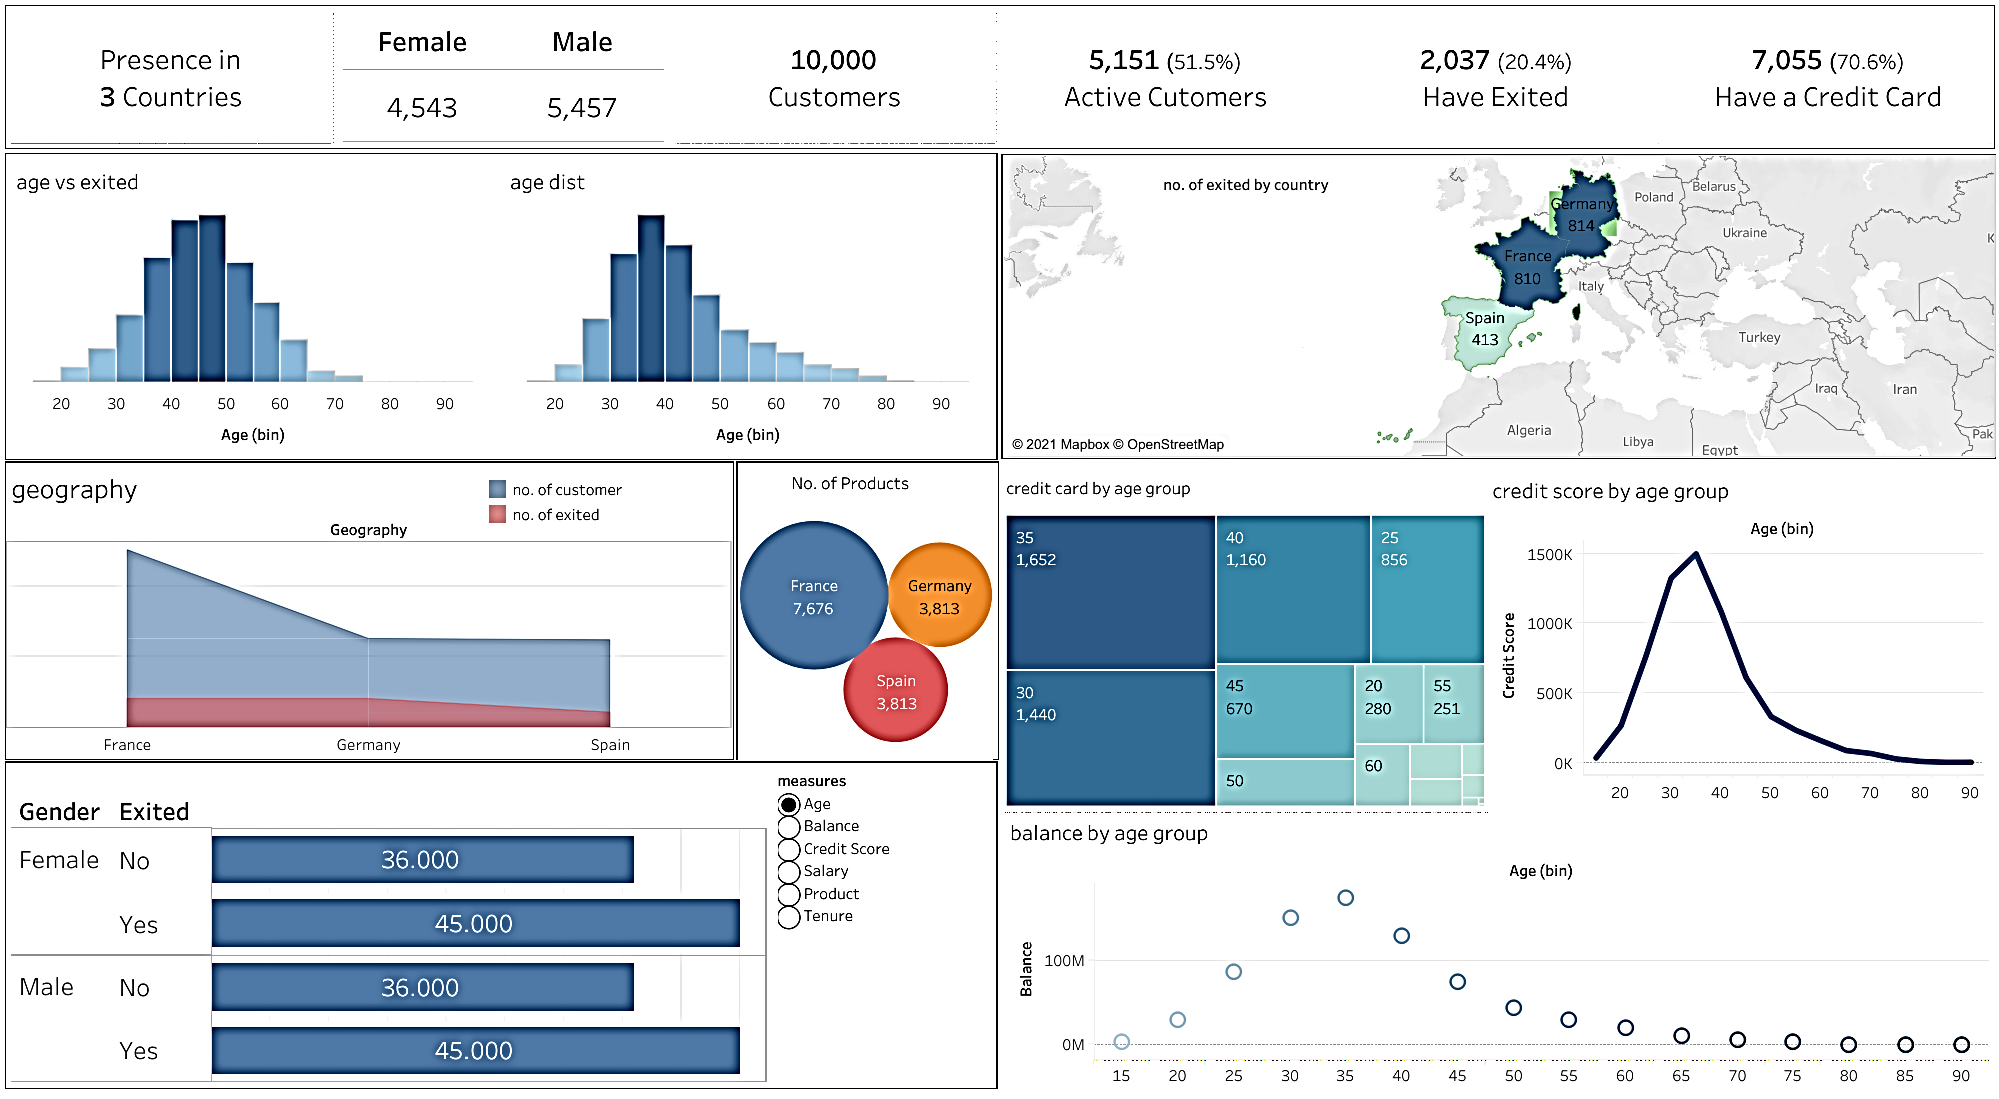 Presence in
3 Countries
Female Male
4,543 5,457
10,000
Customers
5,151 (51.5%)
Active Cutomers
2,037 (20.4%)
Have Exited
7,055 (70.6%)
Have a Credit Card
age vs exited
20 30 40 50 60 70 80 90
Age (bin)
age dist
20 30 40 50 60 70 80 90
Age (bin)
no. of exited by country
Germany
814
France
810
Spain
413
Poland
Belarus
Ukraine
Italy
Turkey
Iraq
Iran
Algeria
Libya
Egypt
Pak
K
© 2021 Mapbox © OpenStreetMap
geography
no. of customer
no. of exited
Geography
France Germany Spain
No. of Products
France
7,676
Germany
3,813
Spain
3,813
credit card by age group
35
1,652
40
1,160
25
856
30
1,440
45
670
20
280
55
251
50
60
credit score by age group
Age (bin)
Credit Score
1500K
1000K
500K
0K
20 30 40 50 60 70 80 90
Gender Exited
Female No 36.000
Yes 45.000
Male No 36.000
Yes 45.000
measures
Age
Balance
Credit Score
Salary
Product
Tenure
balance by age group
Age (bin)
Balance
100M
0M
15 20 25 30 35 40 45 50 55 60 65 70 75 80 85 90